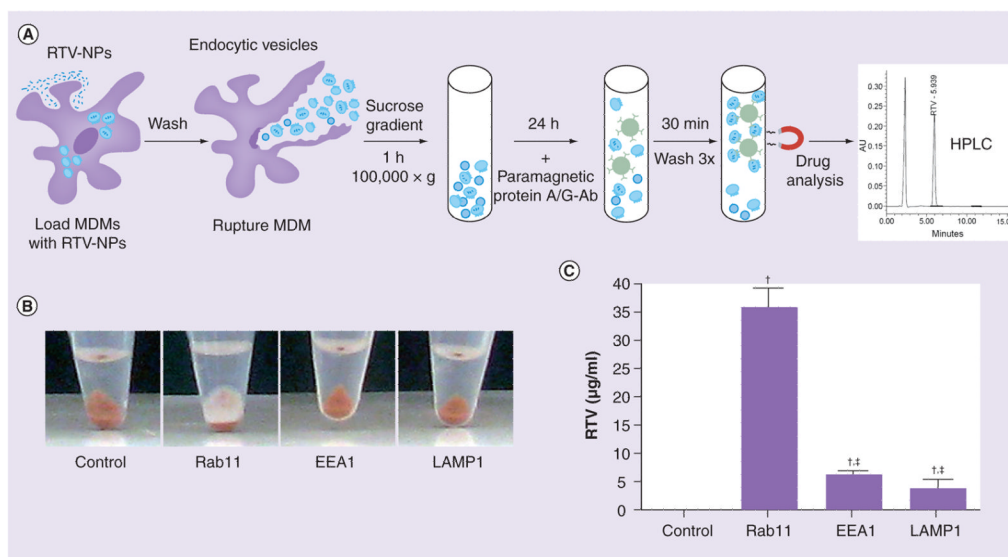 A
RTV-NPs
Endocytic vesicles
Wash
Sucrose
gradient
1 h
100,000 × g
24 h
+
Paramagnetic
protein A/G-Ab
30 min
Wash 3x
Drug
analysis
Load MDMs
with RTV-NPs
Rupture MDM
HPLC
RTV - 5.939
AU
0.30
0.20
0.15
0.10
0.05
0.00
0.00
5.00
10.00
15.0
Minutes
B
Control
Rab11
EEA1
LAMP1
C
RTV (µg/ml)
40
35
30
25
20
15
10
5
0
†
†,‡
†,‡
Control
Rab11
EEA1
LAMP1